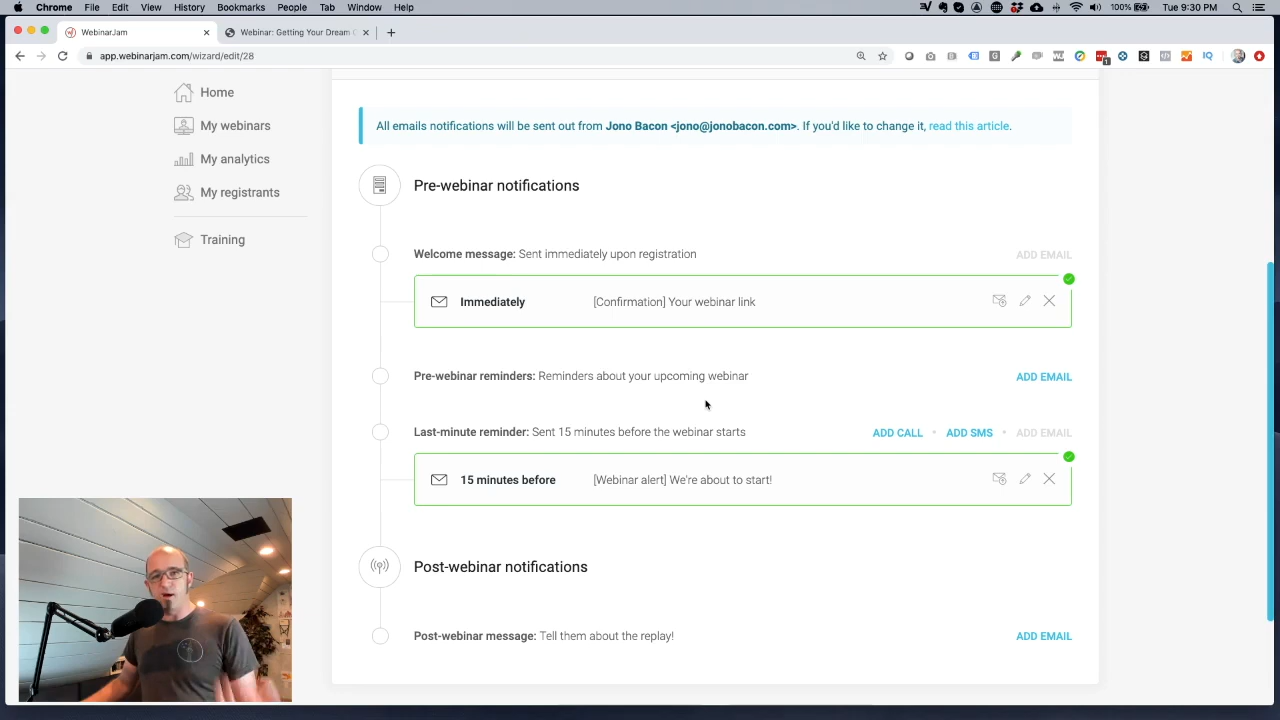 Chrome File Edit View History Bookmarks People Tab Window Help 100% Tue 9:30 PM
WebinarJam Webinar: Getting Your Dream
app.webinarjam.com/wizard/edit/28
Home
My webinars
My analytics
My registrants
Training
All emails notifications will be sent out from Jono Bacon <jono@jonobacon.com>. If you'd like to change it, read this article.
Pre-webinar notifications
Welcome message: Sent immediately upon registration ADD EMAIL
Immediately [Confirmation] Your webinar link
Pre-webinar reminders: Reminders about your upcoming webinar ADD EMAIL
Last-minute reminder: Sent 15 minutes before the webinar starts ADD CALL • ADD SMS • ADD EMAIL
15 minutes before [Webinar alert] We're about to start!
Post-webinar notifications
Post-webinar message: Tell them about the replay! ADD EMAIL